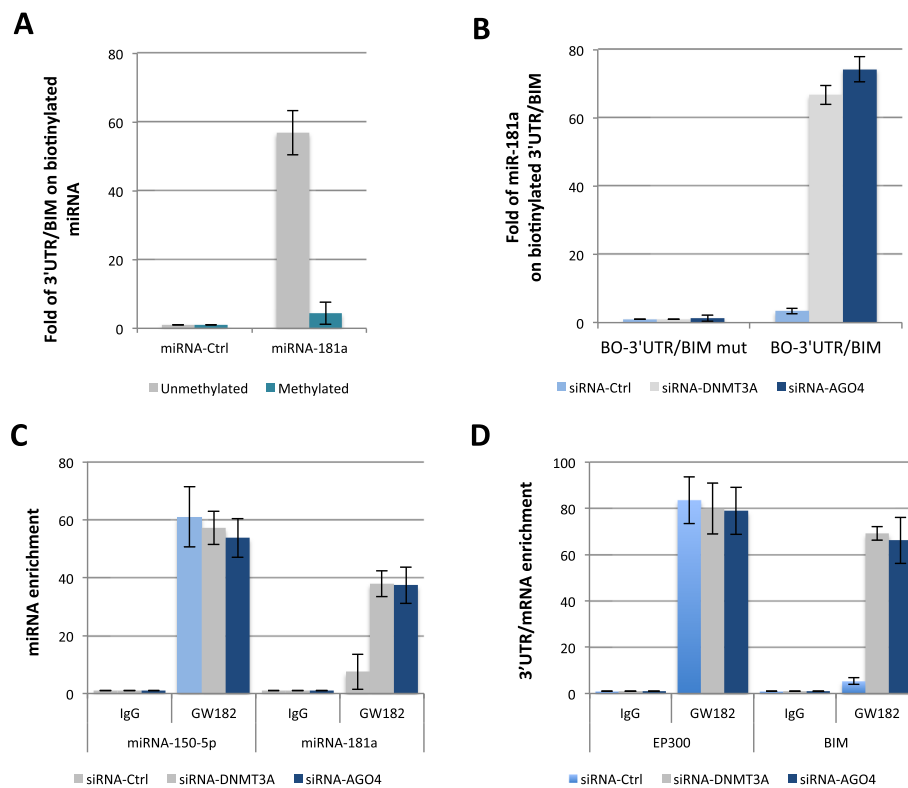 A
Fold of 3'UTR/BIM on biotinylated
miRNA
80
60
40
20
0
miRNA-Ctrl miRNA-181a
Unmethylated Methylated
B
Fold of miR-181a
on biotinylated 3'UTR/BIM
80
60
40
20
0
BO-3'UTR/BIM mut BO-3'UTR/BIM
siRNA-Ctrl siRNA-DNMT3A siRNA-AGO4
C
miRNA enrichment
80
60
40
20
0
IgG GW182 IgG GW182
miRNA-150-5p miRNA-181a
siRNA-Ctrl siRNA-DNMT3A siRNA-AGO4
D
3’UTR/mRNA enrichment
100
80
60
40
20
0
IgG GW182 IgG GW182
EP300 BIM
siRNA-Ctrl siRNA-DNMT3A siRNA-AGO4